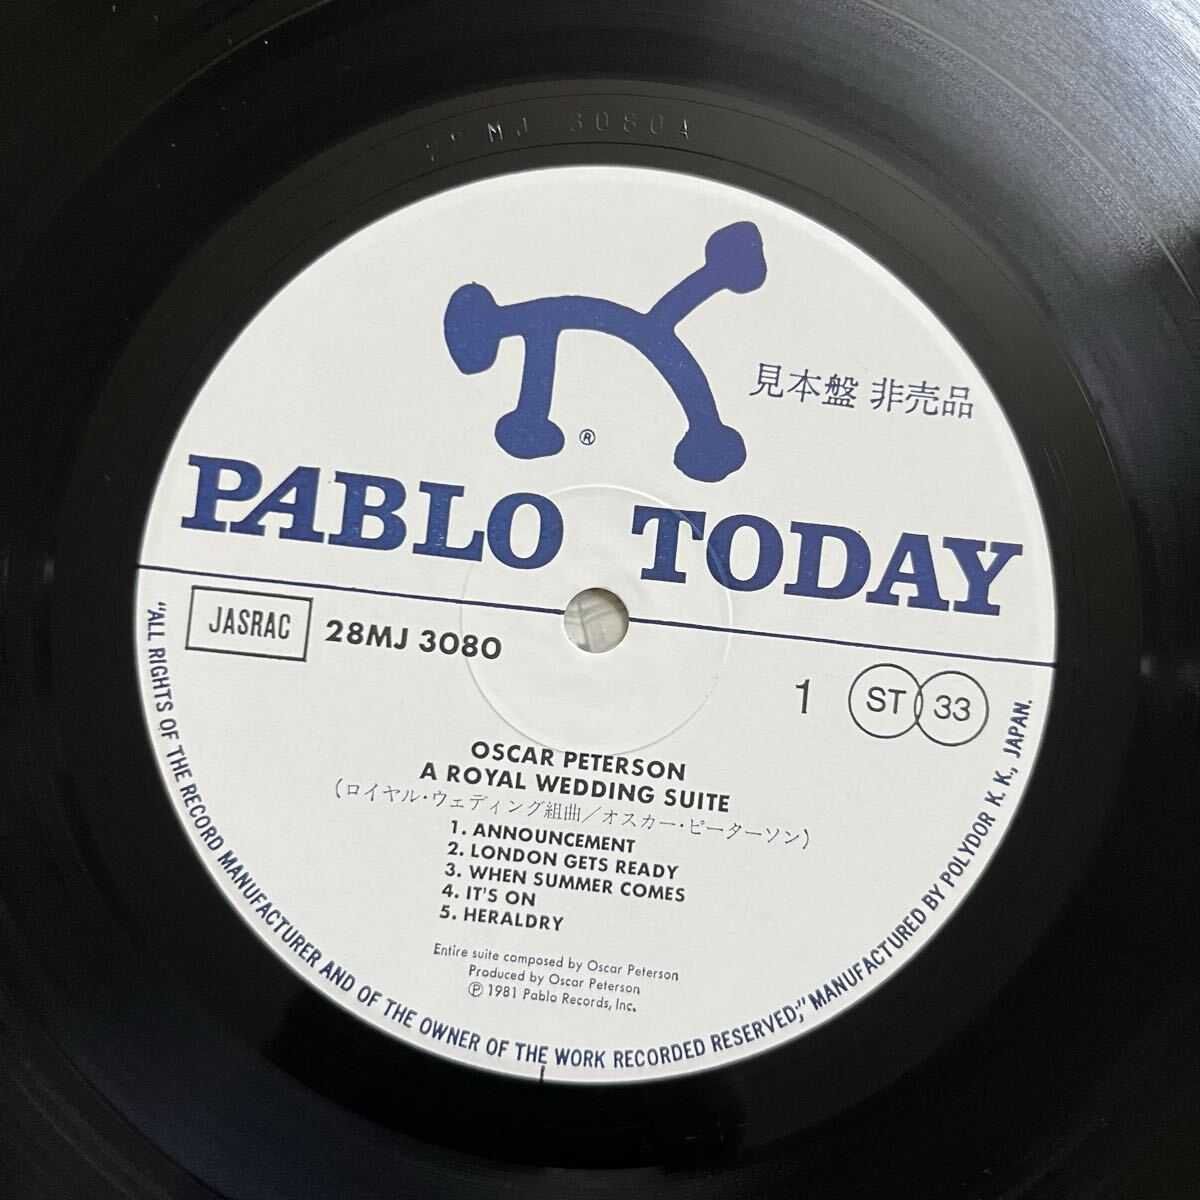 28MJ 3080A
®
見本盤 非売品
PABLO TODAY
JASRAC
28MJ 3080
1
ST
33
OSCAR PETERSON
A ROYAL WEDDING SUITE
(ロイヤル・ウェディング組曲/オスカー・ピーターソン)
1. ANNOUNCEMENT
2. LONDON GETS READY
3. WHEN SUMMER COMES
4. IT'S ON
5. HERALDRY
Entire suite composed by Oscar Peterson
Produced by Oscar Peterson
℗ 1981 Pablo Records, Inc.
"ALL RIGHTS OF THE RECORD MANUFACTURER AND OF THE OWNER OF THE WORK RECORDED RESERVED;" MANUFACTURED BY POLYDOR K. K., JAPAN.